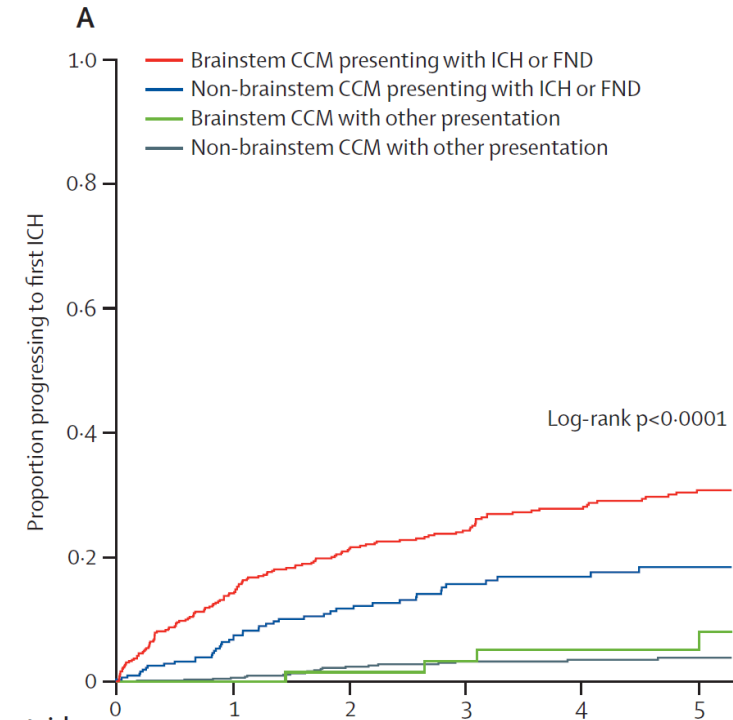 A
1·0
Brainstem CCM presenting with ICH or FND
Non-brainstem CCM presenting with ICH or FND
Brainstem CCM with other presentation
Non-brainstem CCM with other presentation
0·8
Proportion progressing to first ICH
0·6
Log-rank p<0·0001
0·4
0·2
0
0 1 2 3 4 5